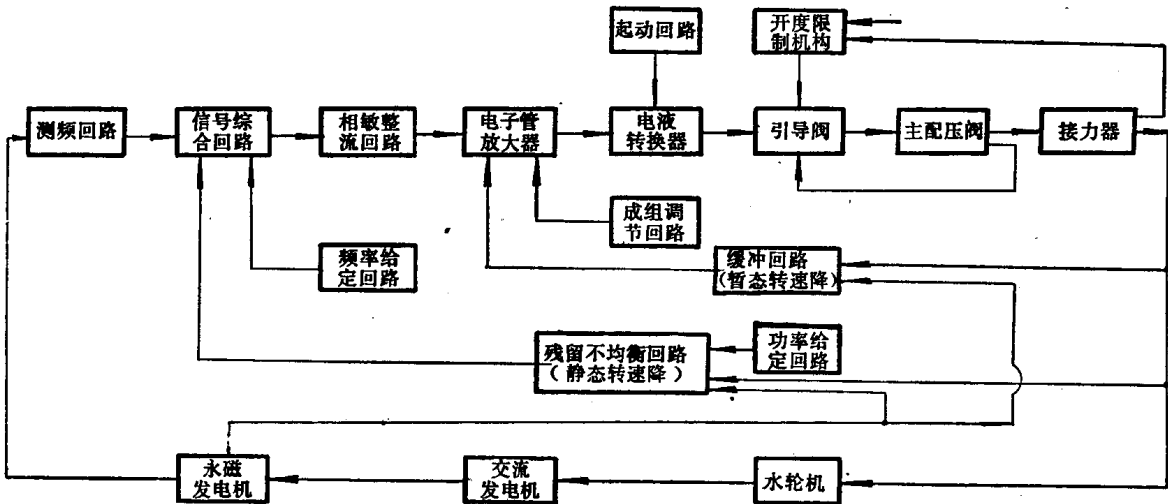 起动回路
开度限
制机构
测频回路
信号综
合回路
相敏整
流回路
电子管
放大器
电液
转换器
引导阀
主配压阀
接力器
成组调
节回路
频率给
定回路
缓冲回路
(暂态转速降)
功率给
定回路
残留不均衡回路
(静态转速降)
永磁
发电机
交流
发电机
水轮机